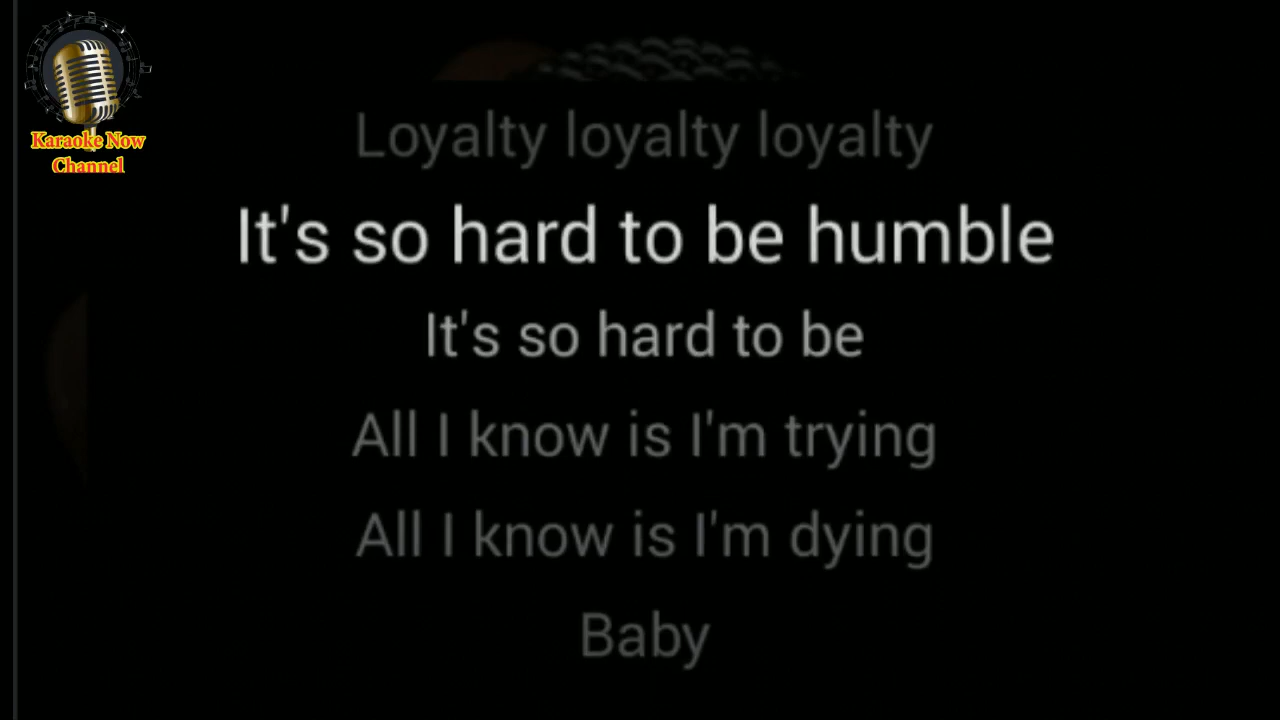 Karaoke Now
Channel
Loyalty loyalty loyalty
It's so hard to be humble
It's so hard to be
All I know is I'm trying
All I know is I'm dying
Baby